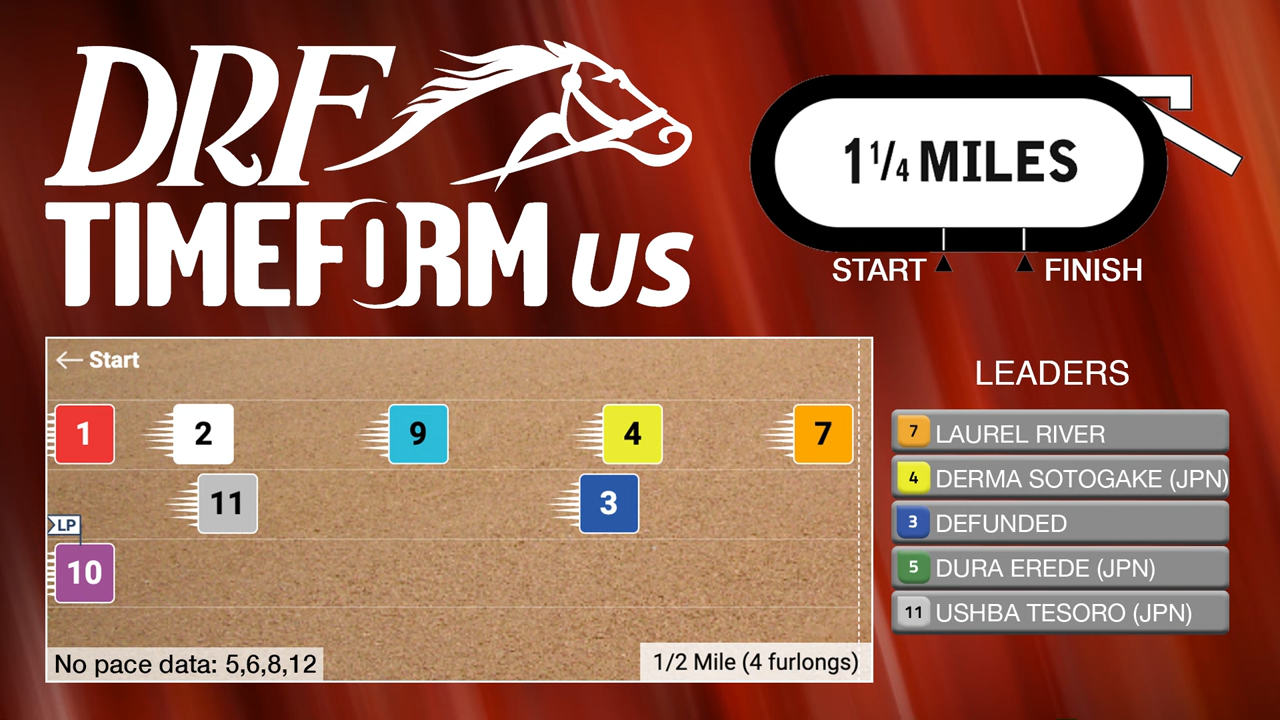 DRF
TIMEFORM US
1 1/4 MILES
START
FINISH
← Start
1
2
9
4
7
11
3
LP
10
No pace data: 5,6,8,12
1/2 Mile (4 furlongs)
LEADERS
7 LAUREL RIVER
4 DERMA SOTOGAKE (JPN)
3 DEFUNDED
5 DURA EREDE (JPN)
11 USHBA TESORO (JPN)